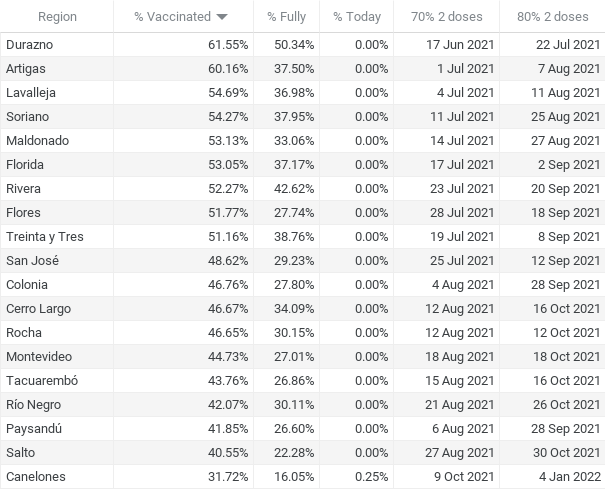 Region % Vaccinated % Fully % Today 70% 2 doses 80% 2 doses
Durazno 61.55% 50.34% 0.00% 17 Jun 2021 22 Jul 2021
Artigas 60.16% 37.50% 0.00% 1 Jul 2021 7 Aug 2021
Lavalleja 54.69% 36.98% 0.00% 4 Jul 2021 11 Aug 2021
Soriano 54.27% 37.95% 0.00% 11 Jul 2021 25 Aug 2021
Maldonado 53.13% 33.06% 0.00% 14 Jul 2021 27 Aug 2021
Florida 53.05% 37.17% 0.00% 17 Jul 2021 2 Sep 2021
Rivera 52.27% 42.62% 0.00% 23 Jul 2021 20 Sep 2021
Flores 51.77% 27.74% 0.00% 28 Jul 2021 18 Sep 2021
Treinta y Tres 51.16% 38.76% 0.00% 19 Jul 2021 8 Sep 2021
San José 48.62% 29.23% 0.00% 25 Jul 2021 12 Sep 2021
Colonia 46.76% 27.80% 0.00% 4 Aug 2021 28 Sep 2021
Cerro Largo 46.67% 34.09% 0.00% 12 Aug 2021 16 Oct 2021
Rocha 46.65% 30.15% 0.00% 12 Aug 2021 12 Oct 2021
Montevideo 44.73% 27.01% 0.00% 18 Aug 2021 18 Oct 2021
Tacuarembó 43.76% 26.86% 0.00% 15 Aug 2021 16 Oct 2021
Río Negro 42.07% 30.11% 0.00% 21 Aug 2021 26 Oct 2021
Paysandú 41.85% 26.60% 0.00% 6 Aug 2021 28 Sep 2021
Salto 40.55% 22.28% 0.00% 27 Aug 2021 30 Oct 2021
Canelones 31.72% 16.05% 0.25% 9 Oct 2021 4 Jan 2022